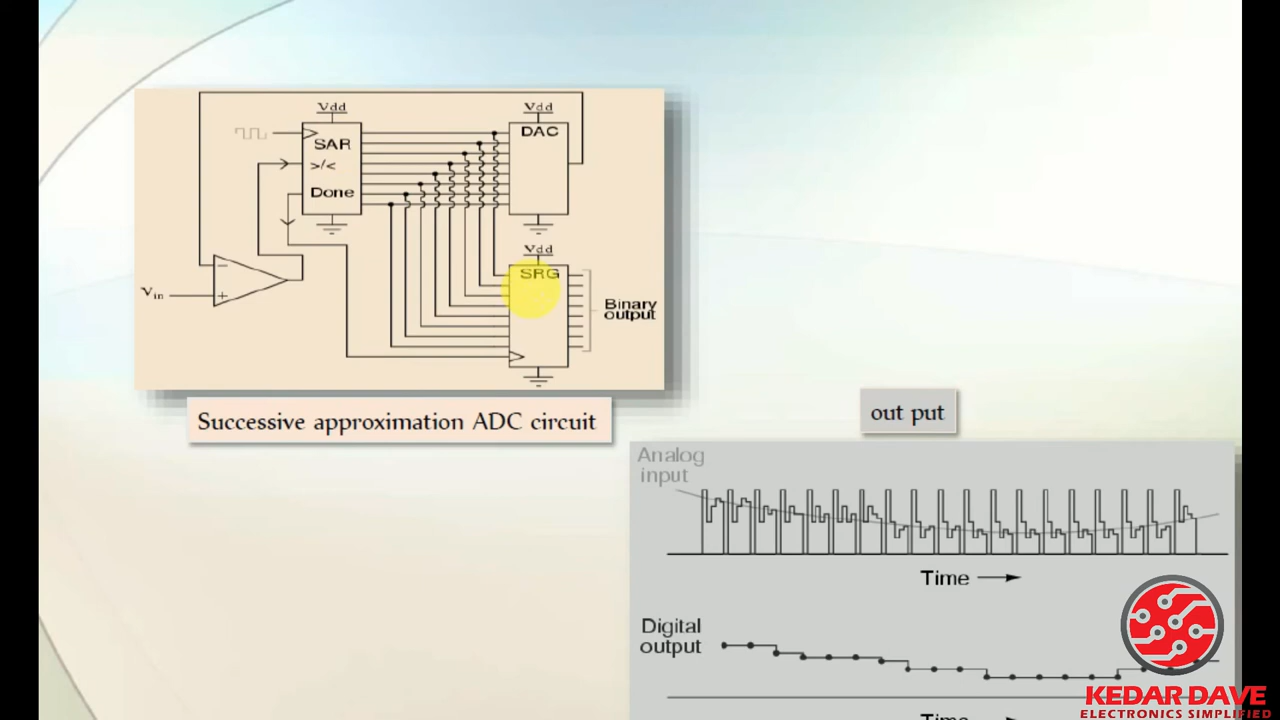 Vdd
Vdd
SAR
DAC
>/<
Done
Vdd
SRG
−
Vin
+
Binary
output
Successive approximation ADC circuit
out put
Analog
input
Time
Digital
output
Time
KEDAR DAVE
ELECTRONICS SIMPLIFIED